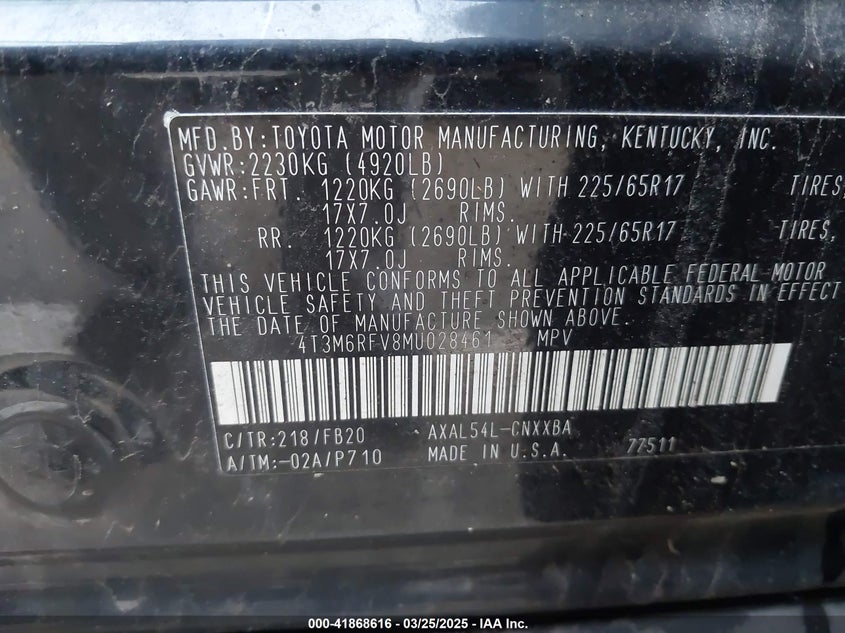 MFD.BY:TOYOTA MOTOR MANUFACTURING, KENTUCKY, INC.
GVWR:2230KG (4920LB)
GAWR:FRT. 1220KG (2690LB) WITH 225/65R17 TIRES,
17X7.0J RIMS.
RR. 1220KG (2690LB) WITH 225/65R17 TIRES,
17X7.0J RIMS.
THIS VEHICLE CONFORMS TO ALL APPLICABLE FEDERAL MOTOR
VEHICLE SAFETY AND THEFT PREVENTION STANDARDS IN EFFECT
THE DATE OF MANUFACTURE SHOWN ABOVE.
4T3M6RFV8MU028461 MPV
C/TR:218/FB20 AXAL54L-CNXXBA
A/TM:-02A/P710 MADE IN U.S.A. 77511
000-41868616 / 03/25/2025 / IAA Inc.